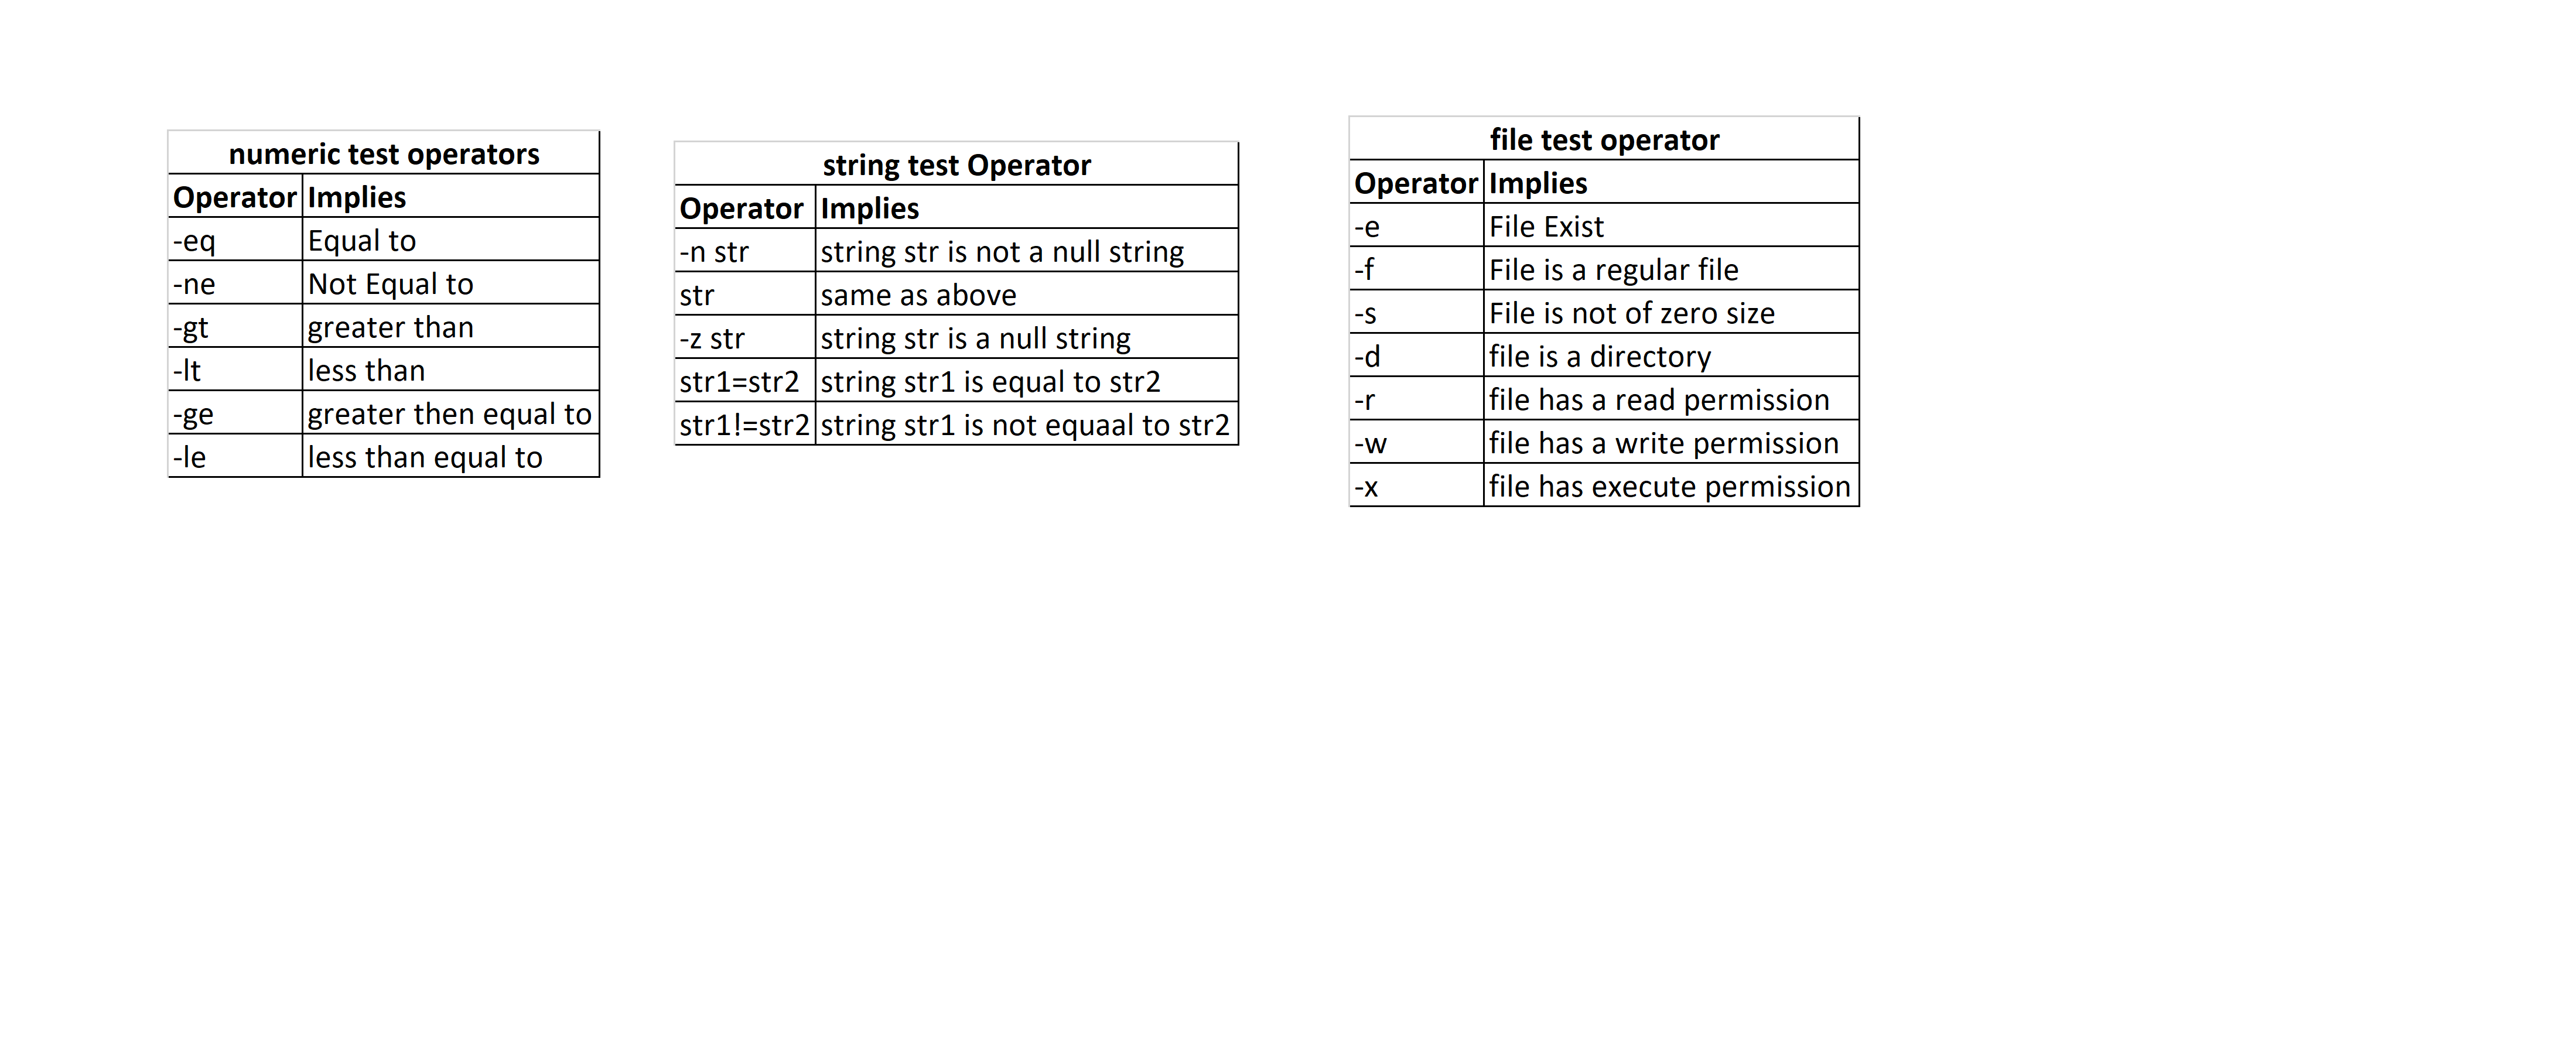 numeric test operators
Operator Implies
-eq Equal to
-ne Not Equal to
-gt greater than
-lt less than
-ge greater then equal to
-le less than equal to
string test Operator
Operator Implies
-n str string str is not a null string
str same as above
-z str string str is a null string
str1=str2 string str1 is equal to str2
str1!=str2 string str1 is not equaal to str2
file test operator
Operator Implies
-e File Exist
-f File is a regular file
-s File is not of zero size
-d file is a directory
-r file has a read permission
-w file has a write permission
-x file has execute permission